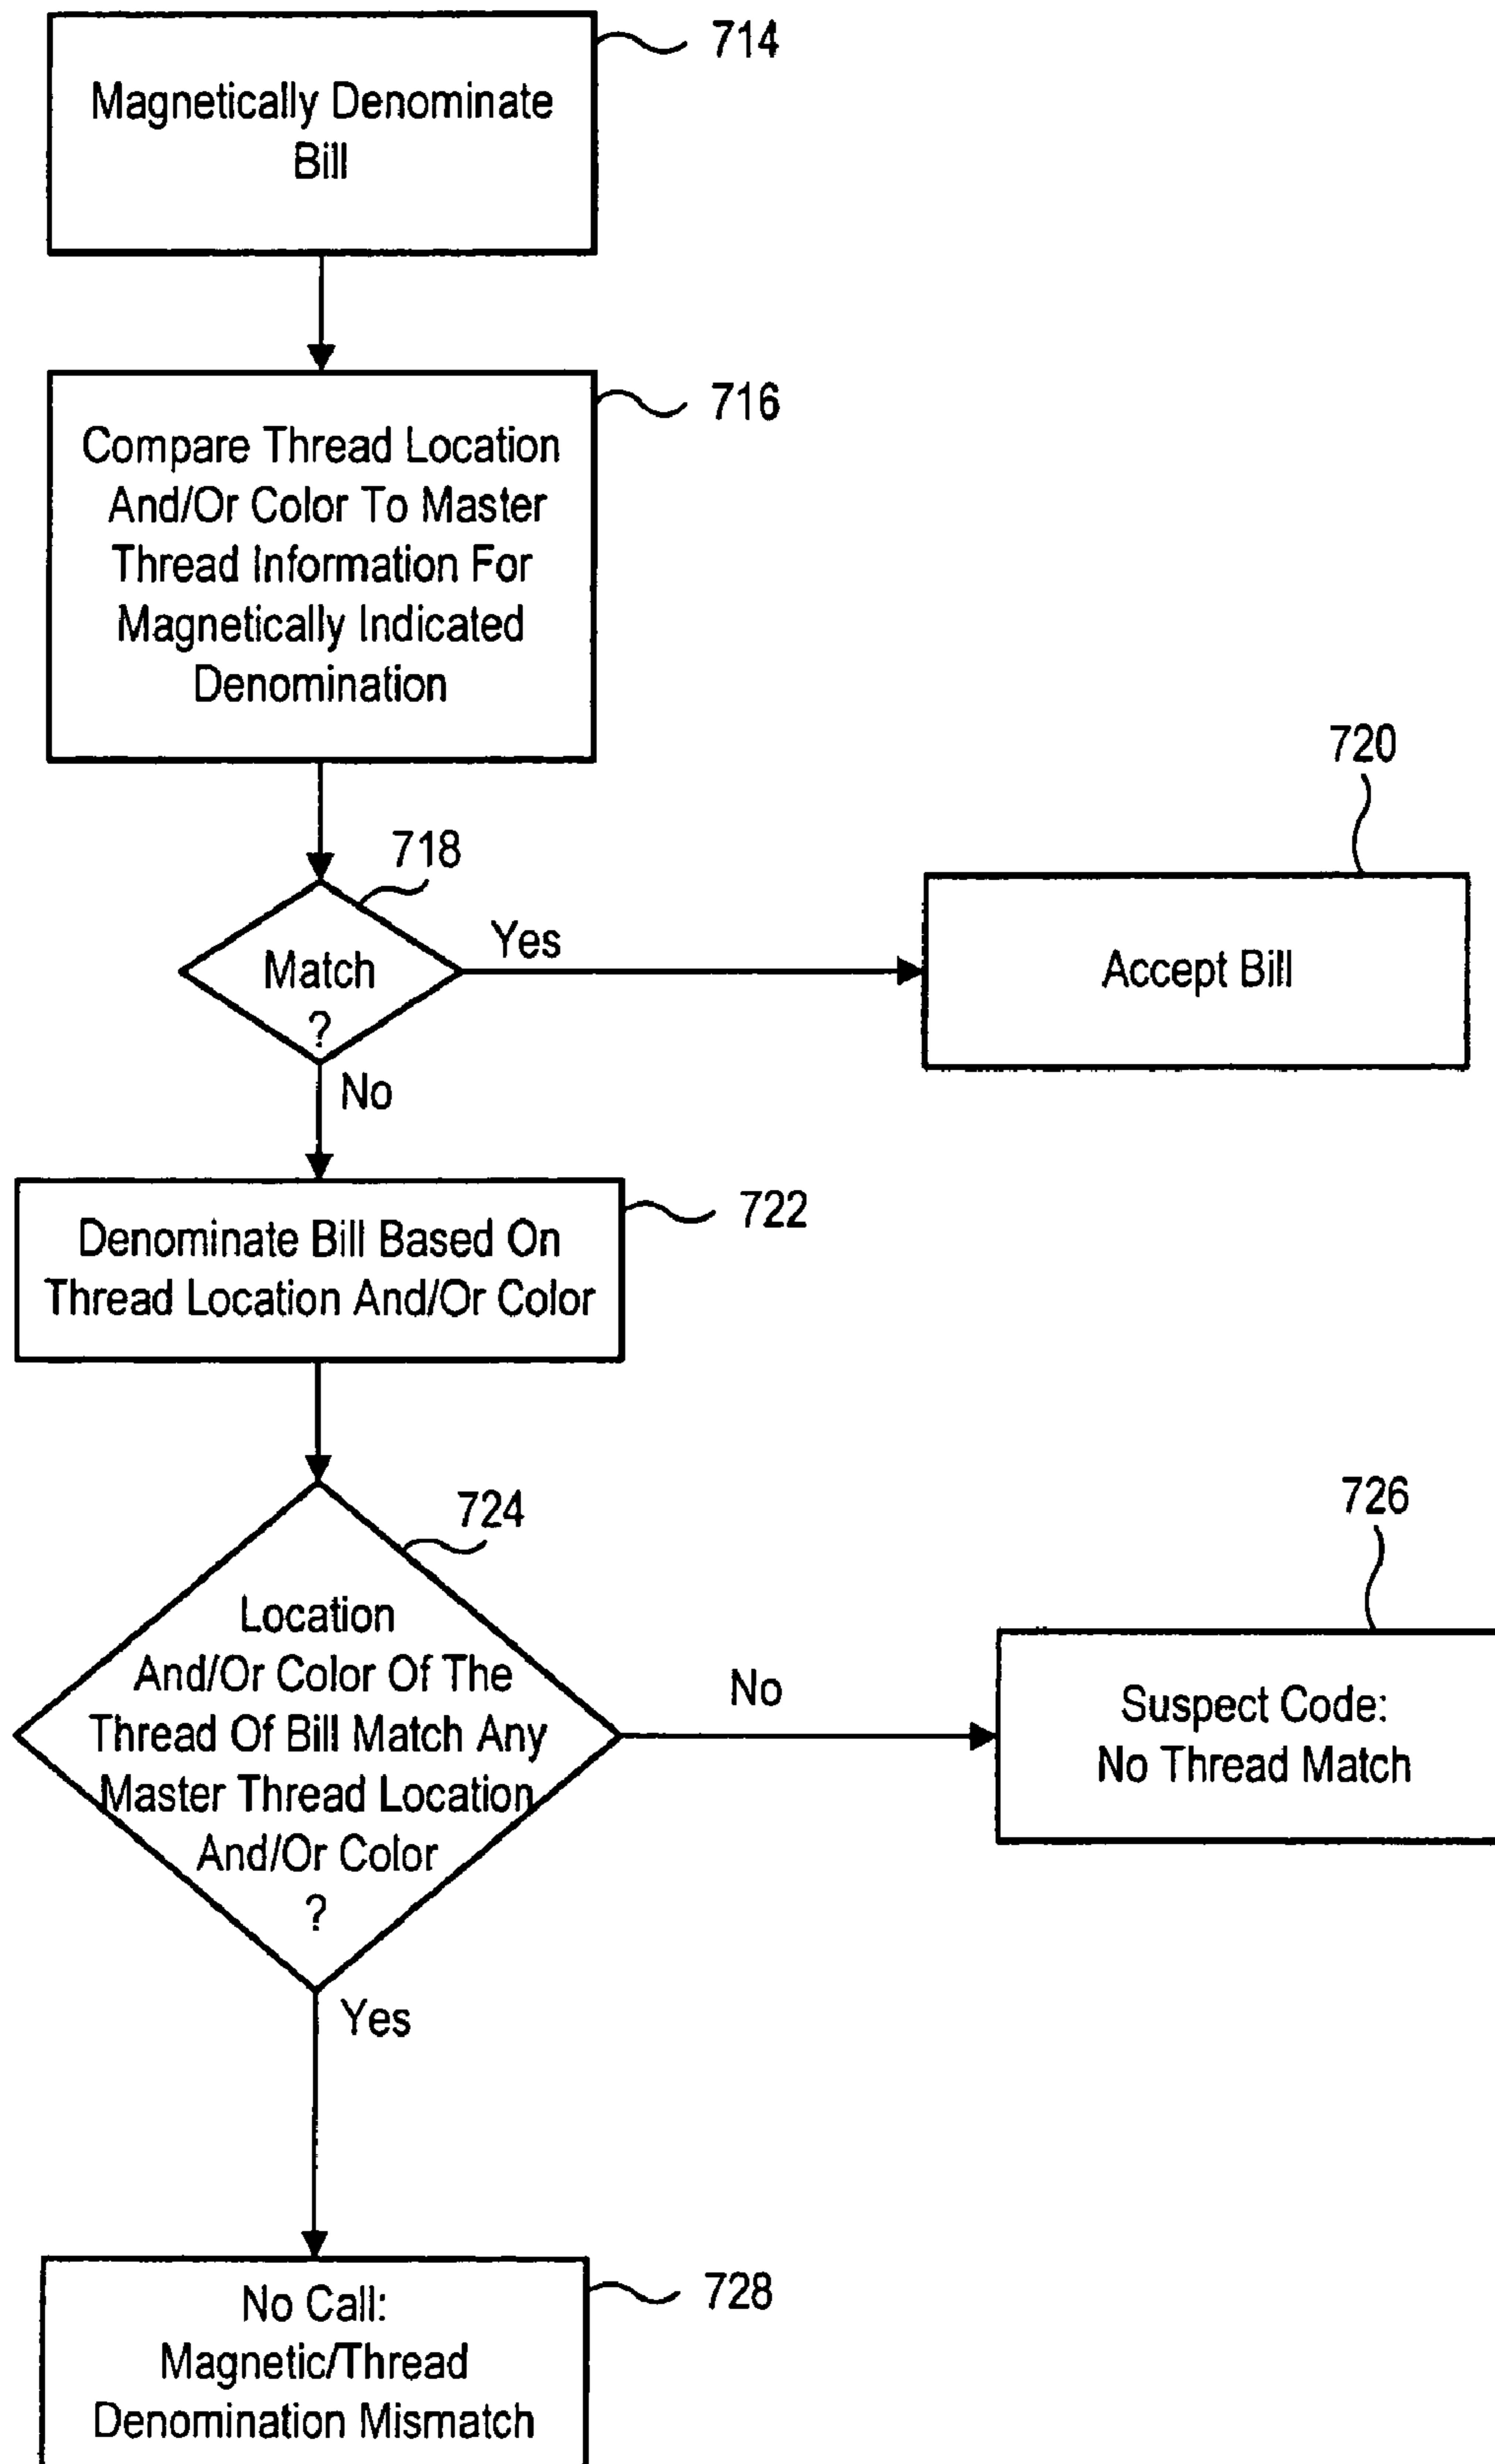 714
Magnetically Denominate
Bill
716
Compare Thread Location
And/Or Color To Master
Thread Information For
Magnetically Indicated
Denomination
718
Match
?
Yes
720
Accept Bill
No
722
Denominate Bill Based On
Thread Location And/Or Color
724
Location
And/Or Color Of The
Thread Of Bill Match Any
Master Thread Location
And/Or Color
?
No
726
Suspect Code:
No Thread Match
Yes
728
No Call:
Magnetic/Thread
Denomination Mismatch